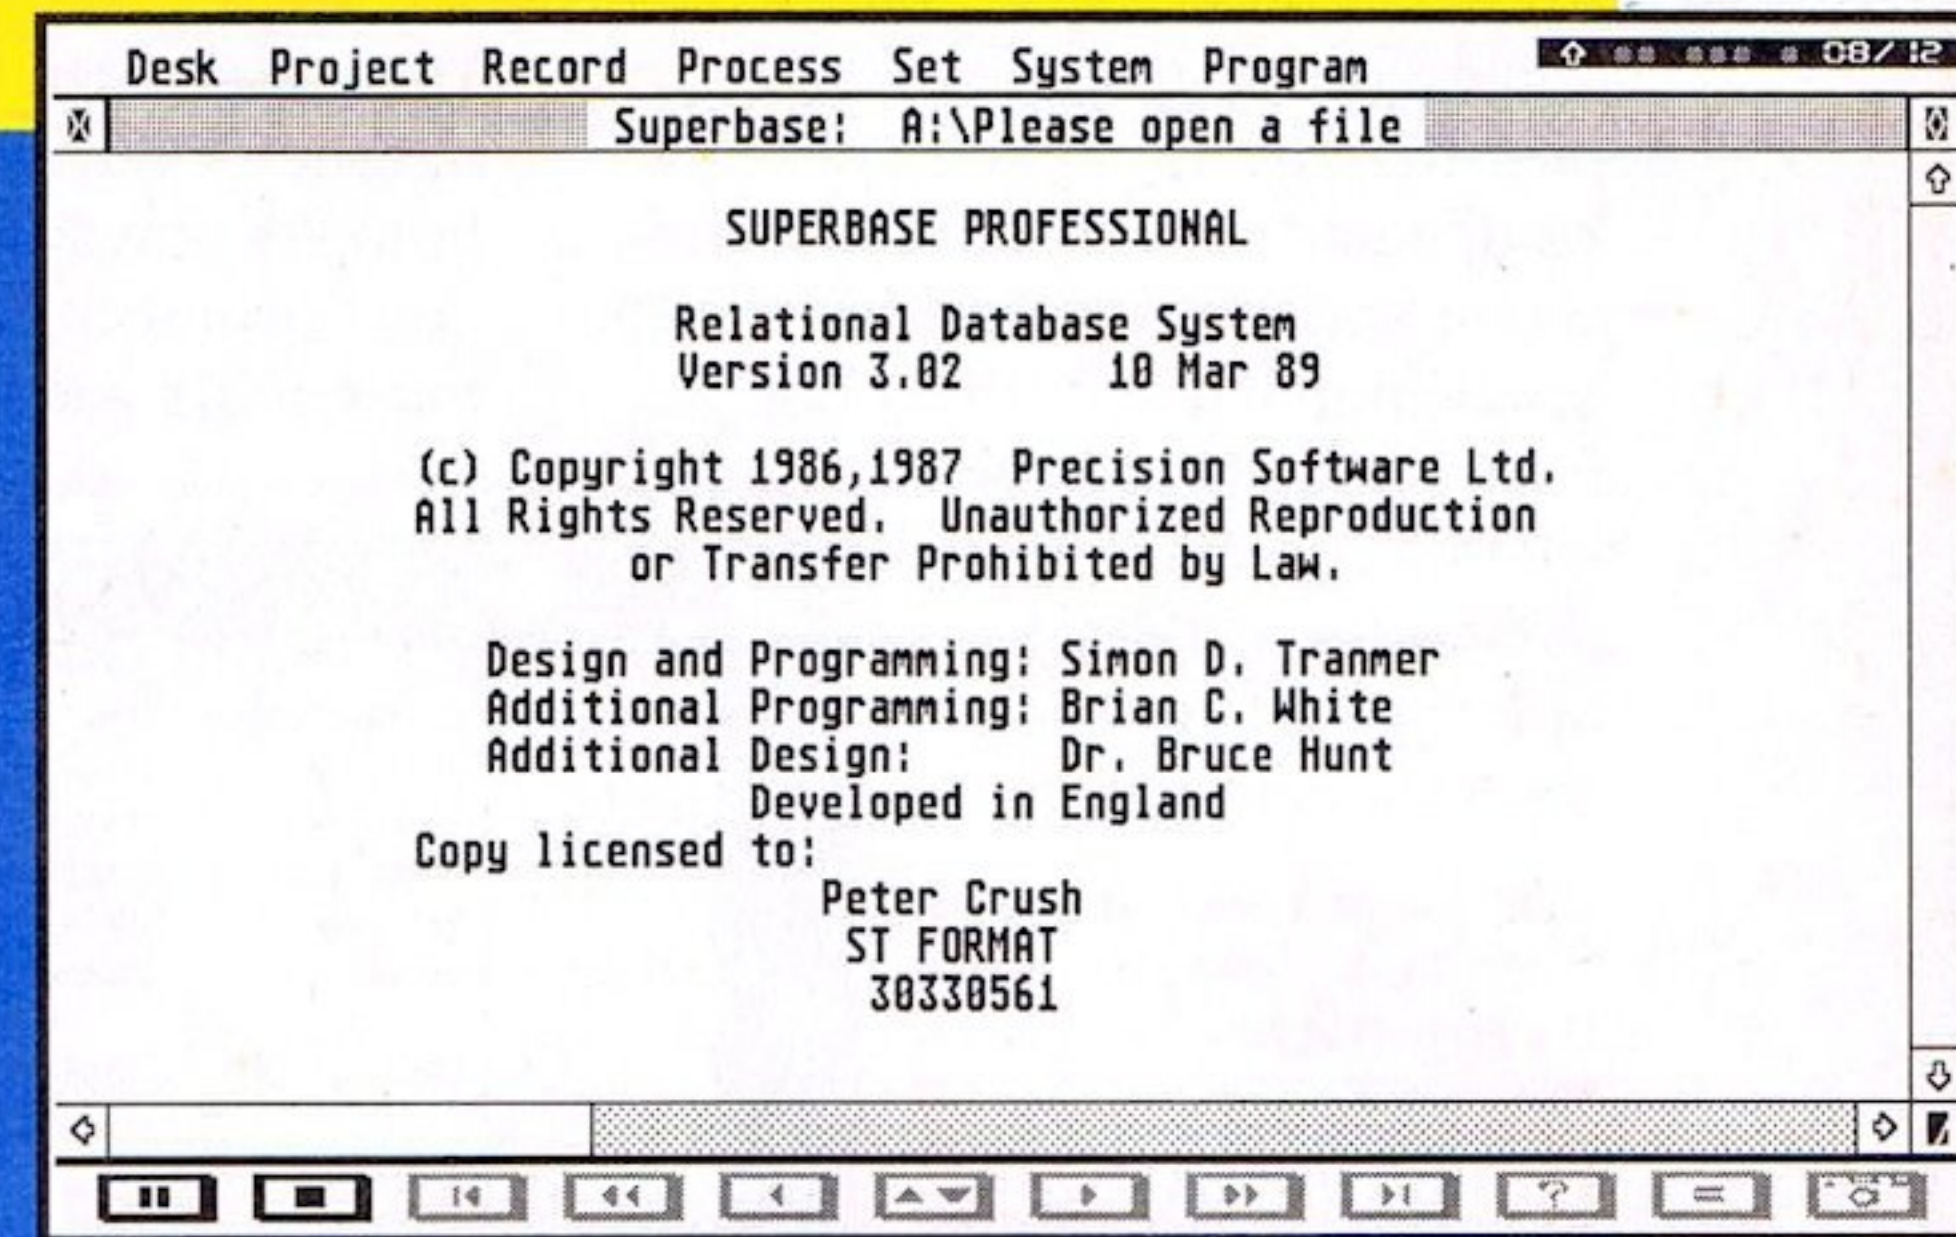 Desk Project Record Process Set System Program 08/12
Superbase: A:\Please open a file
SUPERBASE PROFESSIONAL
Relational Database System
Version 3.02 10 Mar 89
(c) Copyright 1986,1987 Precision Software Ltd.
All Rights Reserved. Unauthorized Reproduction
or Transfer Prohibited by Law.
Design and Programming: Simon D. Tranmer
Additional Programming: Brian C. White
Additional Design: Dr. Bruce Hunt
Developed in England
Copy licensed to:
Peter Crush
ST FORMAT
30330561
? =